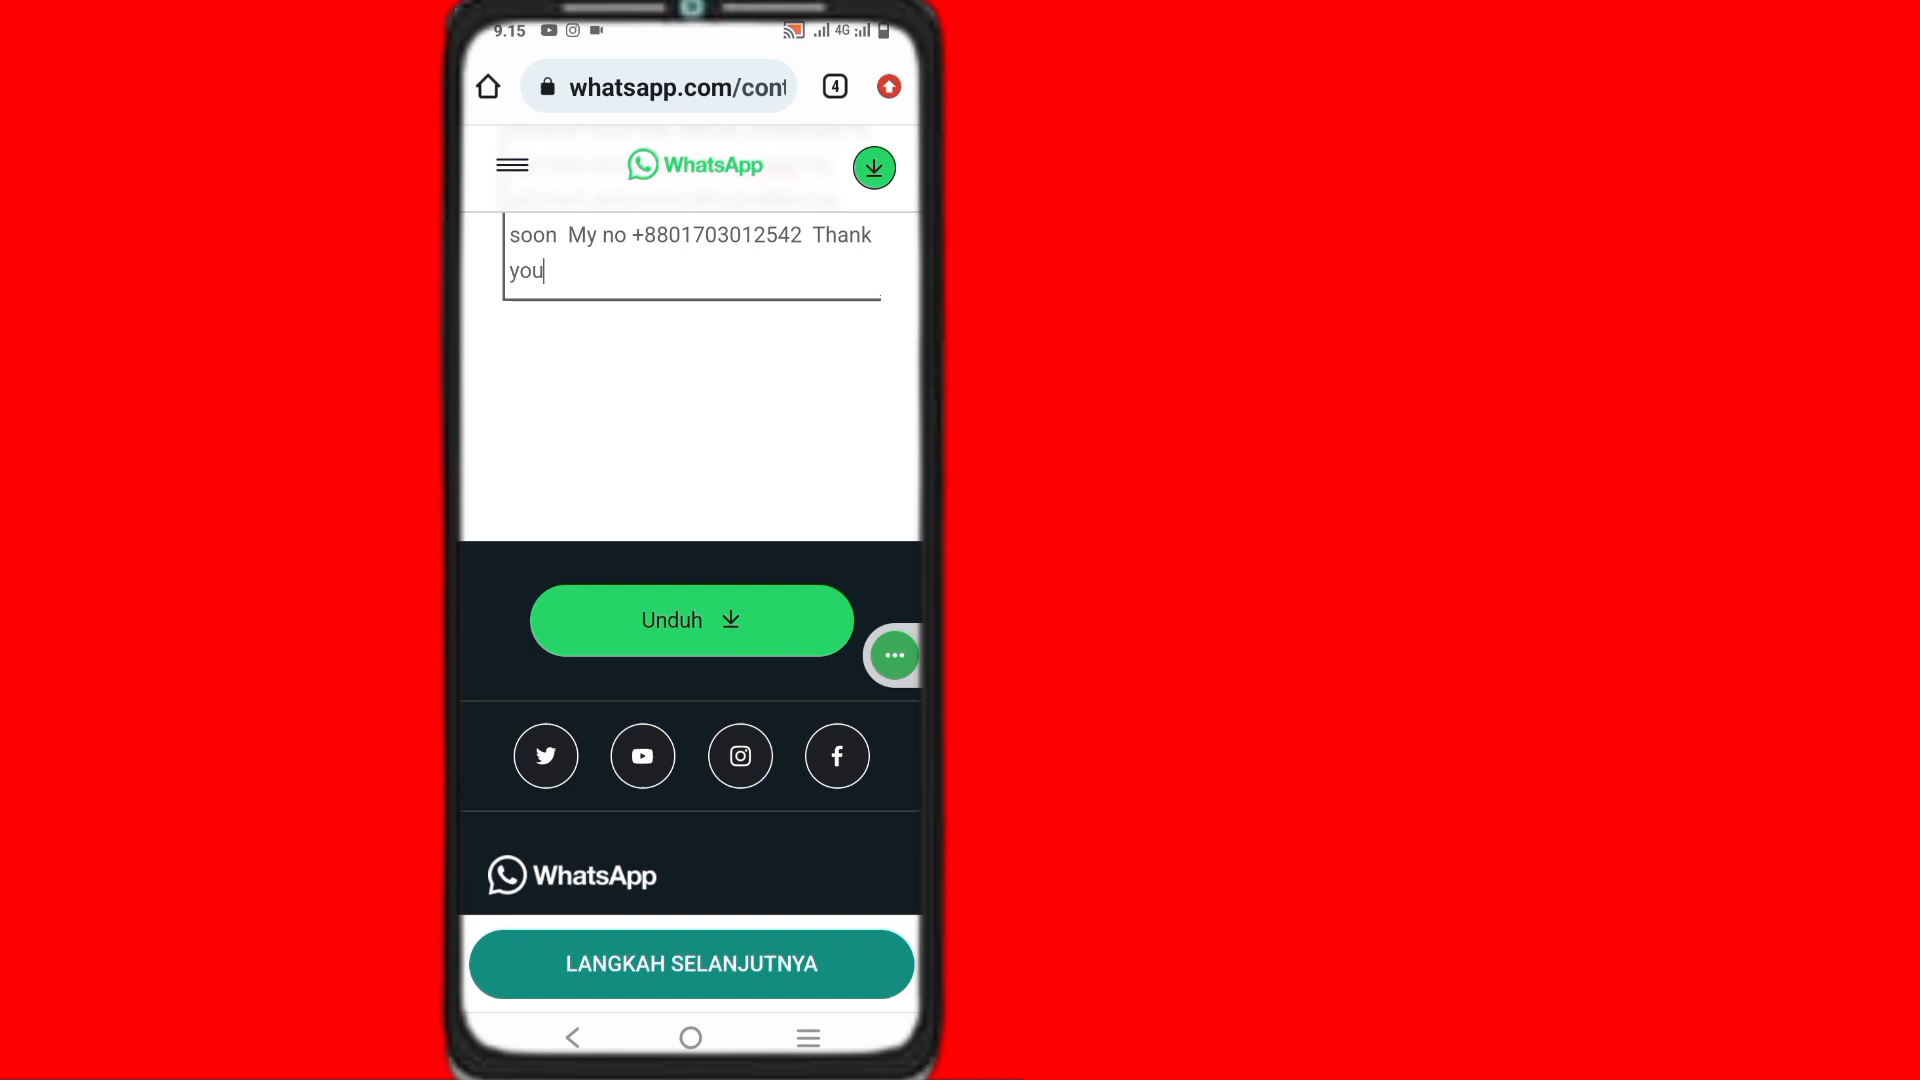 9.15
4G
whatsapp.com/cont
4
WhatsApp
soon My no +8801703012542 Thank
you
Unduh
WhatsApp
LANGKAH SELANJUTNYA